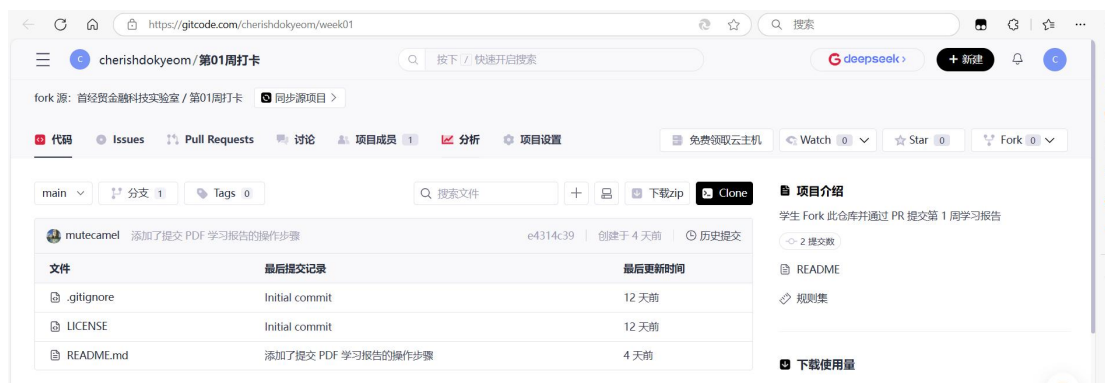 https://gitcode.com/cherishdokyeom/week01
搜索
C cherishdokyeom/第01周打卡
按下 / 快速开启搜索
deepseek >
+ 新建
C
fork 源: 首经贸金融科技实验室 / 第01周打卡
同步源项目 >
代码
Issues
Pull Requests
讨论
项目成员 1
分析
项目设置
免费领取云主机
Watch 0
Star 0
Fork 0
main
分支 1
Tags 0
搜索文件
下载zip
Clone
项目介绍
学生 Fork 此仓库并通过 PR 提交第 1 周学习报告
mutecamel 添加了提交 PDF 学习报告的操作步骤
e4314c39
创建于 4 天前
历史提交
2 提交数
文件 最后提交记录 最后更新时间
README
.gitignore Initial commit 12 天前
规则集
LICENSE Initial commit 12 天前
README.md 添加了提交 PDF 学习报告的操作步骤 4 天前
下载使用量